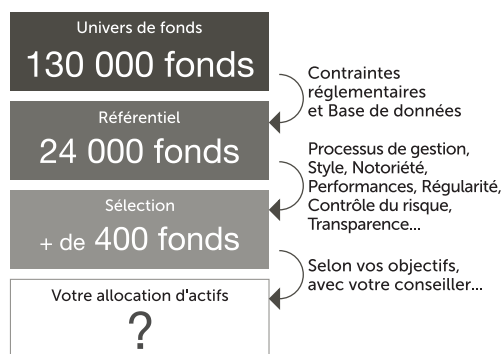 Univers de fonds
130 000 fonds
Contraintes
réglementaires
et Base de données
Référentiel
24 000 fonds
Processus de gestion,
Style, Notoriété,
Performances, Régularité,
Contrôle du risque,
Transparence...
Sélection
+ de 400 fonds
Selon vos objectifs,
avec votre conseiller...
Votre allocation d'actifs
?